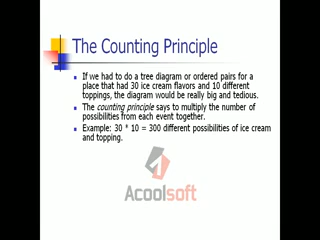 The Counting Principle
If we had to do a tree diagram or ordered pairs for a
place that had 30 ice cream flavors and 10 different
toppings, the diagram would be really big and tedious.
The counting principle says to multiply the number of
possibilities from each event together.
Example: 30 * 10 = 300 different possibilities of ice cream
and topping.
Acoolsoft